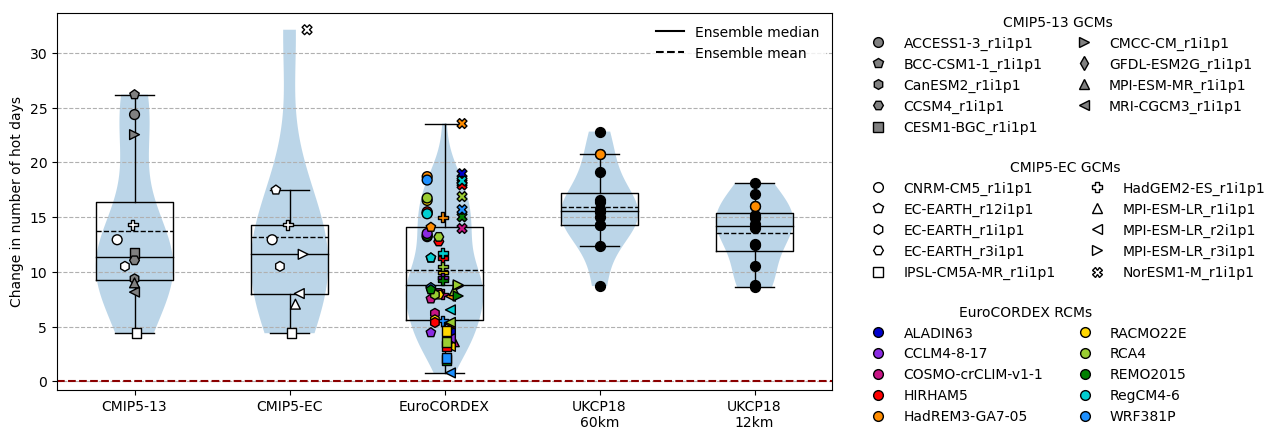 Change in number of hot days
30
25
20
15
10
5
0
Ensemble median
Ensemble mean
CMIP5-13
CMIP5-EC
EuroCORDEX
UKCP18
60km
UKCP18
12km
CMIP5-13 GCMs
ACCESS1-3_r1i1p1
BCC-CSM1-1_r1i1p1
CanESM2_r1i1p1
CCSM4_r1i1p1
CESM1-BGC_r1i1p1
CMCC-CM_r1i1p1
GFDL-ESM2G_r1i1p1
MPI-ESM-MR_r1i1p1
MRI-CGCM3_r1i1p1
CMIP5-EC GCMs
CNRM-CM5_r1i1p1
EC-EARTH_r12i1p1
EC-EARTH_r1i1p1
EC-EARTH_r3i1p1
IPSL-CM5A-MR_r1i1p1
HadGEM2-ES_r1i1p1
MPI-ESM-LR_r1i1p1
MPI-ESM-LR_r2i1p1
MPI-ESM-LR_r3i1p1
NorESM1-M_r1i1p1
EuroCORDEX RCMs
ALADIN63
CCLM4-8-17
COSMO-crCLIM-v1-1
HIRHAM5
HadREM3-GA7-05
RACMO22E
RCA4
REMO2015
RegCM4-6
WRF381P